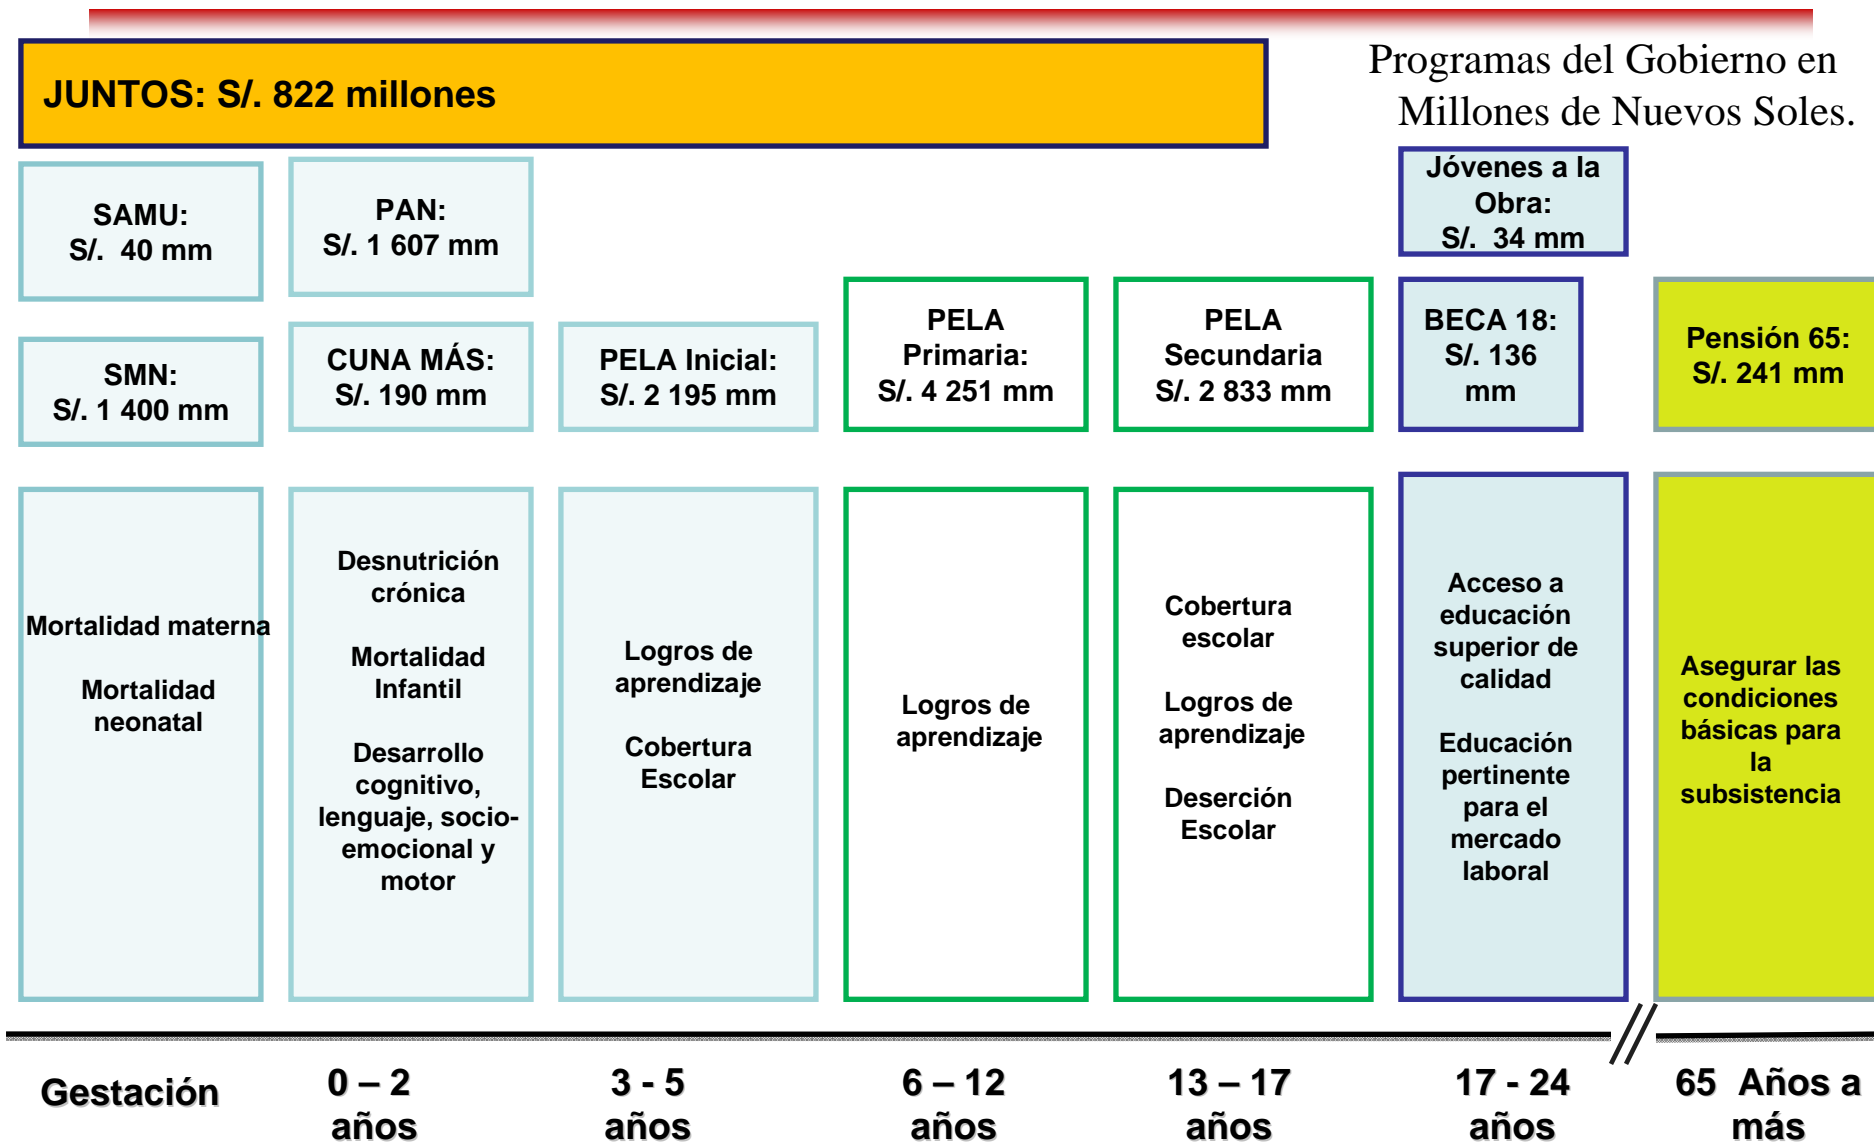 JUNTOS: S/. 822 millones
Programas del Gobierno en
Millones de Nuevos Soles.
SAMU:
S/. 40 mm
PAN:
S/. 1 607 mm
Jóvenes a la
Obra:
S/. 34 mm
SMN:
S/. 1 400 mm
CUNA MÁS:
S/. 190 mm
PELA Inicial:
S/. 2 195 mm
PELA
Primaria:
S/. 4 251 mm
PELA
Secundaria
S/. 2 833 mm
BECA 18:
S/. 136
mm
Pensión 65:
S/. 241 mm
Mortalidad materna
Mortalidad
neonatal
Desnutrición
crónica
Mortalidad
Infantil
Desarrollo
cognitivo,
lenguaje, socio-
emocional y
motor
Logros de
aprendizaje
Cobertura
Escolar
Logros de
aprendizaje
Cobertura
escolar
Logros de
aprendizaje
Deserción
Escolar
Acceso a
educación
superior de
calidad
Educación
pertinente
para el
mercado
laboral
Asegurar las
condiciones
básicas para
la
subsistencia
Gestación
0 – 2
años
3 - 5
años
6 – 12
años
13 – 17
años
17 - 24
años
65 Años a
más